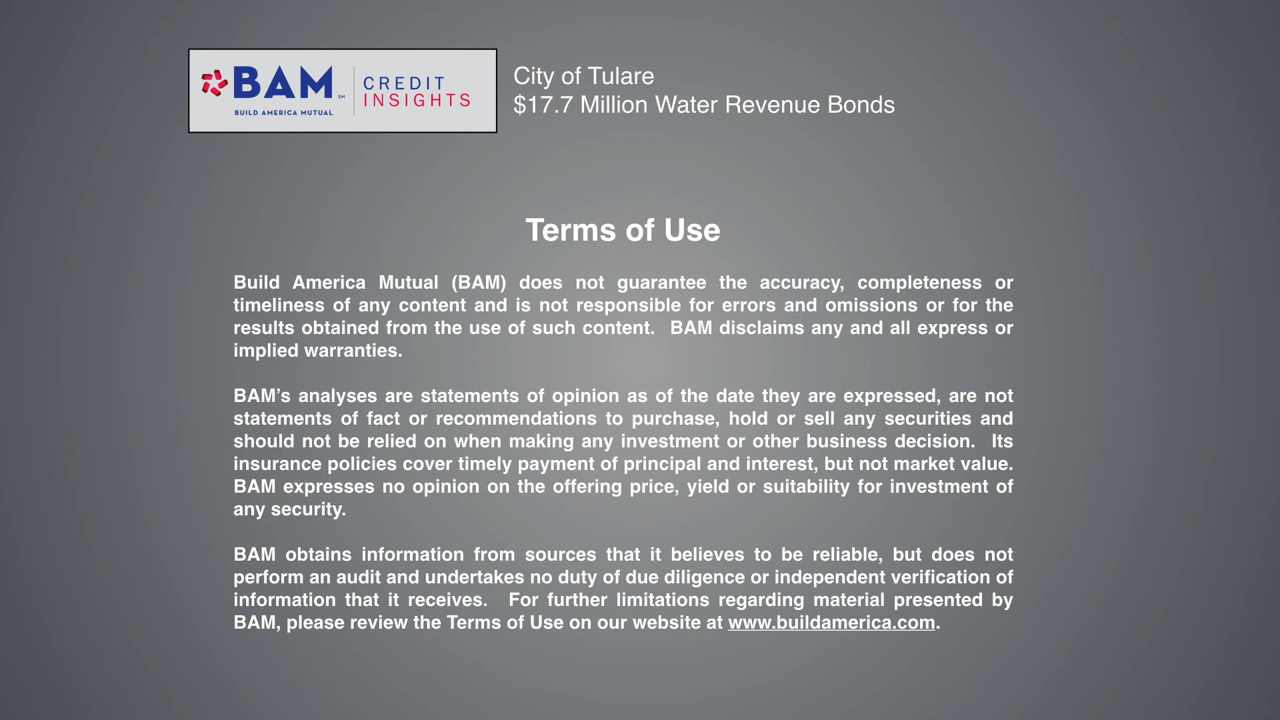 BAM SM
BUILD AMERICA MUTUAL
CREDIT
INSIGHTS
City of Tulare
$17.7 Million Water Revenue Bonds
Terms of Use
Build America Mutual (BAM) does not guarantee the accuracy, completeness or
timeliness of any content and is not responsible for errors and omissions or for the
results obtained from the use of such content.  BAM disclaims any and all express or
implied warranties.
BAM’s analyses are statements of opinion as of the date they are expressed, are not
statements of fact or recommendations to purchase, hold or sell any securities and
should not be relied on when making any investment or other business decision.  Its
insurance policies cover timely payment of principal and interest, but not market value.
BAM expresses no opinion on the offering price, yield or suitability for investment of
any security.
BAM obtains information from sources that it believes to be reliable, but does not
perform an audit and undertakes no duty of due diligence or independent verification of
information that it receives.  For further limitations regarding material presented by
BAM, please review the Terms of Use on our website at www.buildamerica.com.